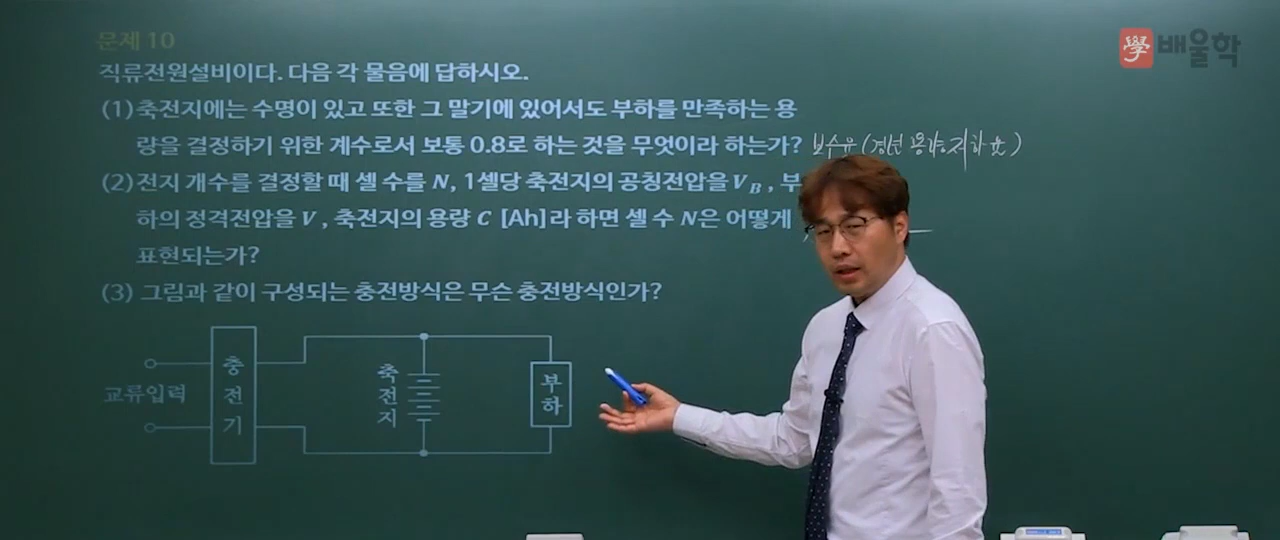 문제 10
學 배울학
직류전원설비이다. 다음 각 물음에 답하시오.
(1) 축전지에는 수명이 있고 또한 그 말기에 있어서도 부하를 만족하는 용
량을 결정하기 위한 계수로서 보통 0.8로 하는 것을 무엇이라 하는가? 보수율 (경년 용량저하율)
(2) 전지 개수를 결정할 때 셀 수를 N, 1셀당 축전지의 공칭전압을 V_B, 부
하의 정격전압을 V, 축전지의 용량 C [Ah]라 하면 셀 수 N은 어떻게
표현되는가?
(3) 그림과 같이 구성되는 충전방식은 무슨 충전방식인가?
교류입력
충전기
축전지
부하